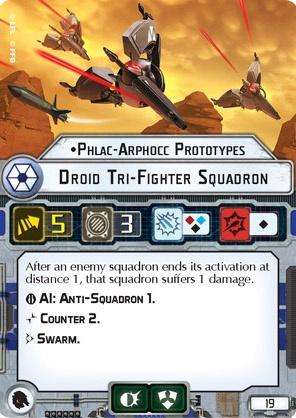 •Phlac-Arphocc Prototypes
Droid Tri-Fighter Squadron
5
3
After an enemy squadron ends its activation at
distance 1, that squadron suffers 1 damage.
AI: Anti-Squadron 1.
Counter 2.
Swarm.
19